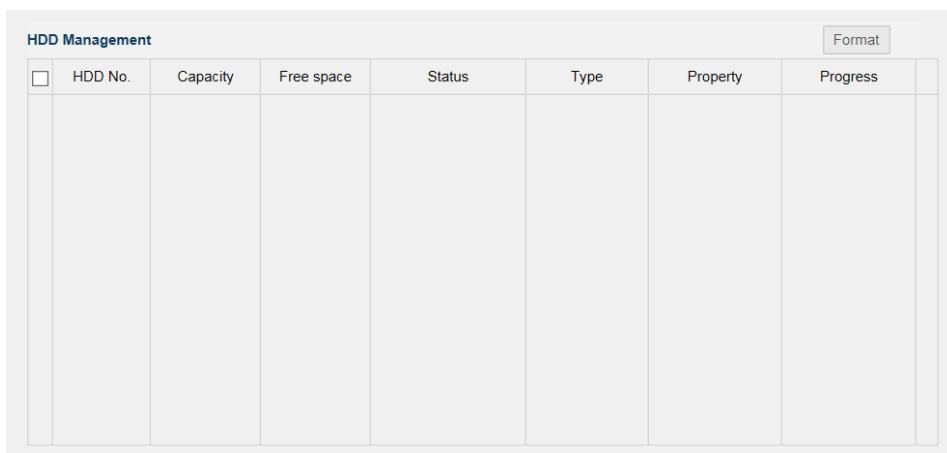 HDD Management
Format
HDD No. Capacity Free space Status Type Property Progress